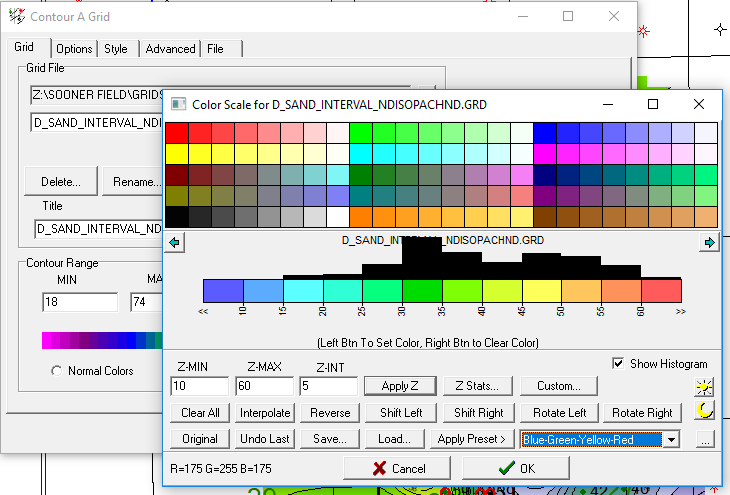 Contour A Grid
Grid Options Style Advanced File
Grid File
Z:\SOONER FIELD\GRIDS
D_SAND_INTERVAL_NDI
Delete... Rename...
Title
D_SAND_INTERVAL_ND
Contour Range
MIN MA
18 74
Normal Colors
Color Scale for D_SAND_INTERVAL_NDISOPACHND.GRD
D_SAND_INTERVAL_NDISOPACHND.GRD
<< 10 15 20 25 30 35 40 45 50 55 60 >>
(Left Btn To Set Color, Right Btn to Clear Color)
Z-MIN Z-MAX Z-INT Show Histogram
10 60 5 Apply Z Z Stats... Custom...
Clear All Interpolate Reverse Shift Left Shift Right Rotate Left Rotate Right
Original Undo Last Save... Load... Apply Preset > Blue-Green-Yellow-Red ...
R=175 G=255 B=175 Cancel OK